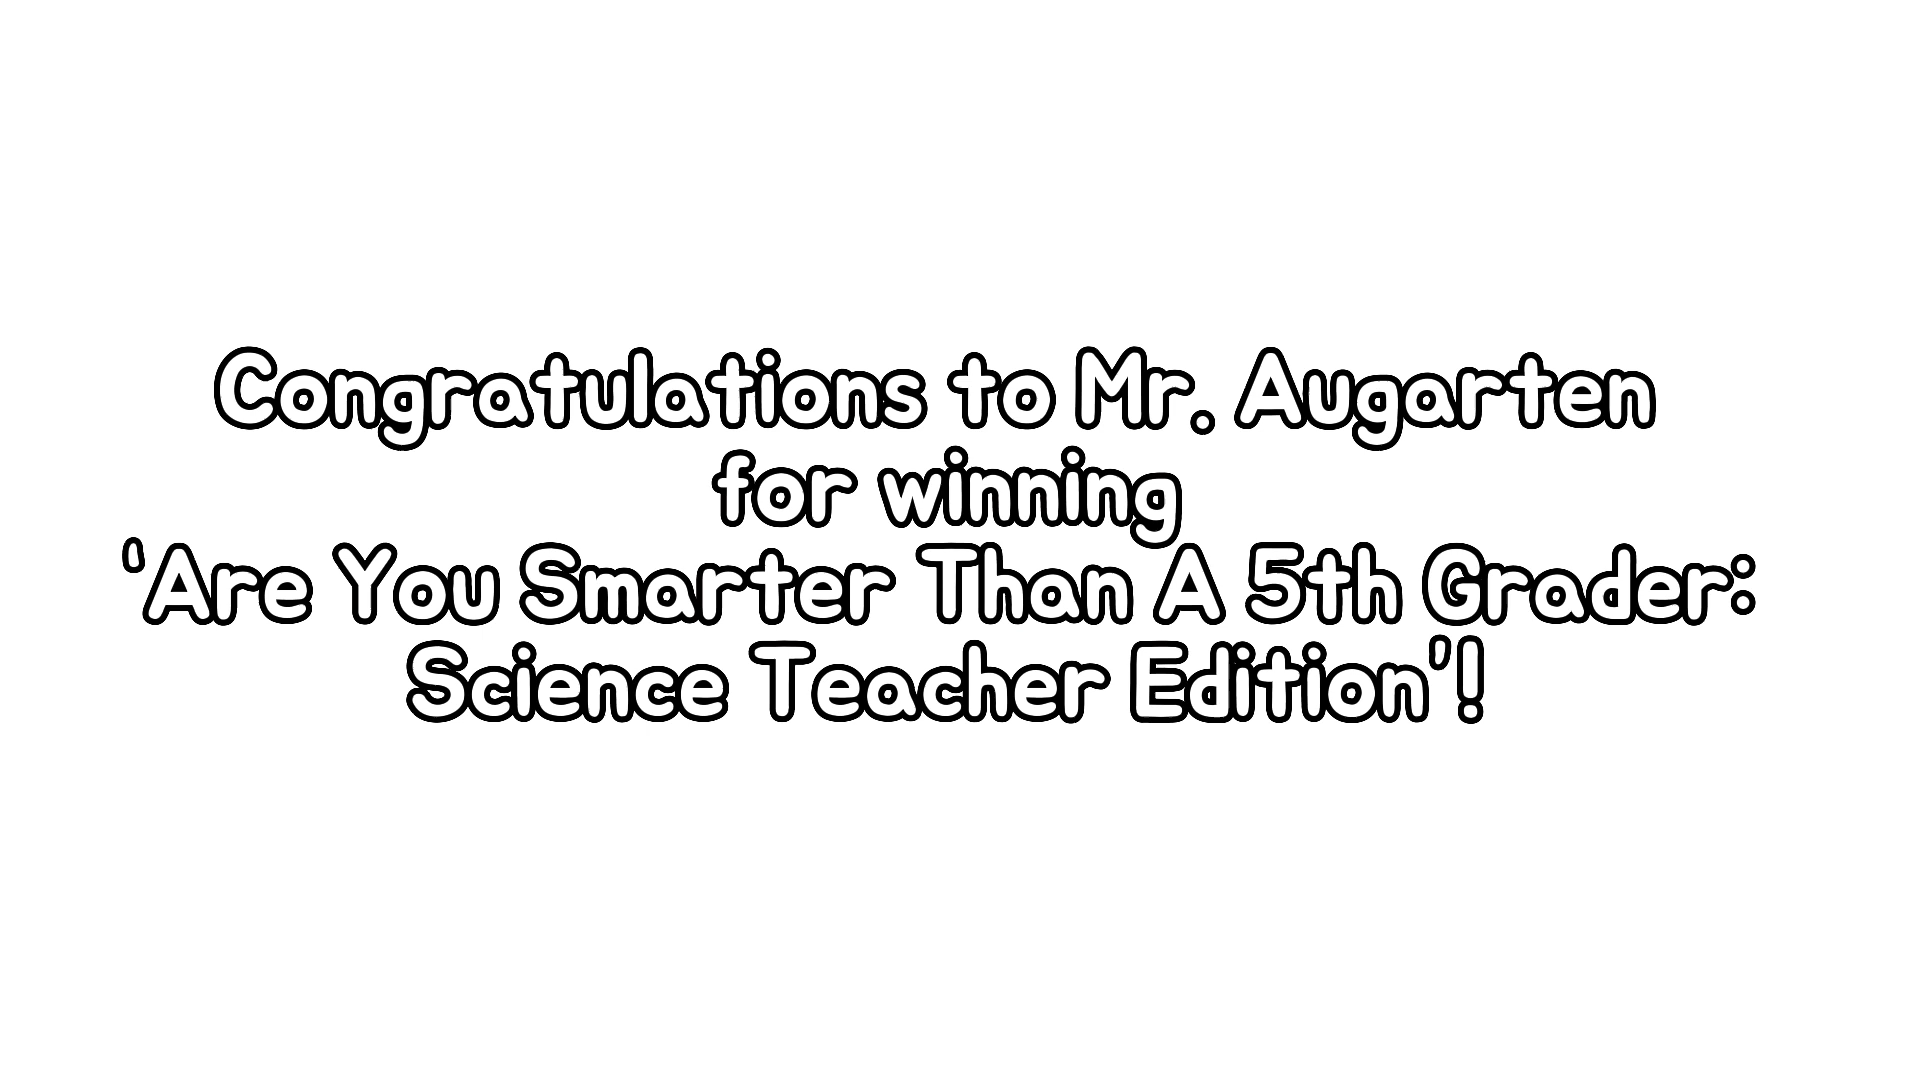 Congratulations to Mr. Augarten
for winning
'Are You Smarter Than A 5th Grader:
Science Teacher Edition'!